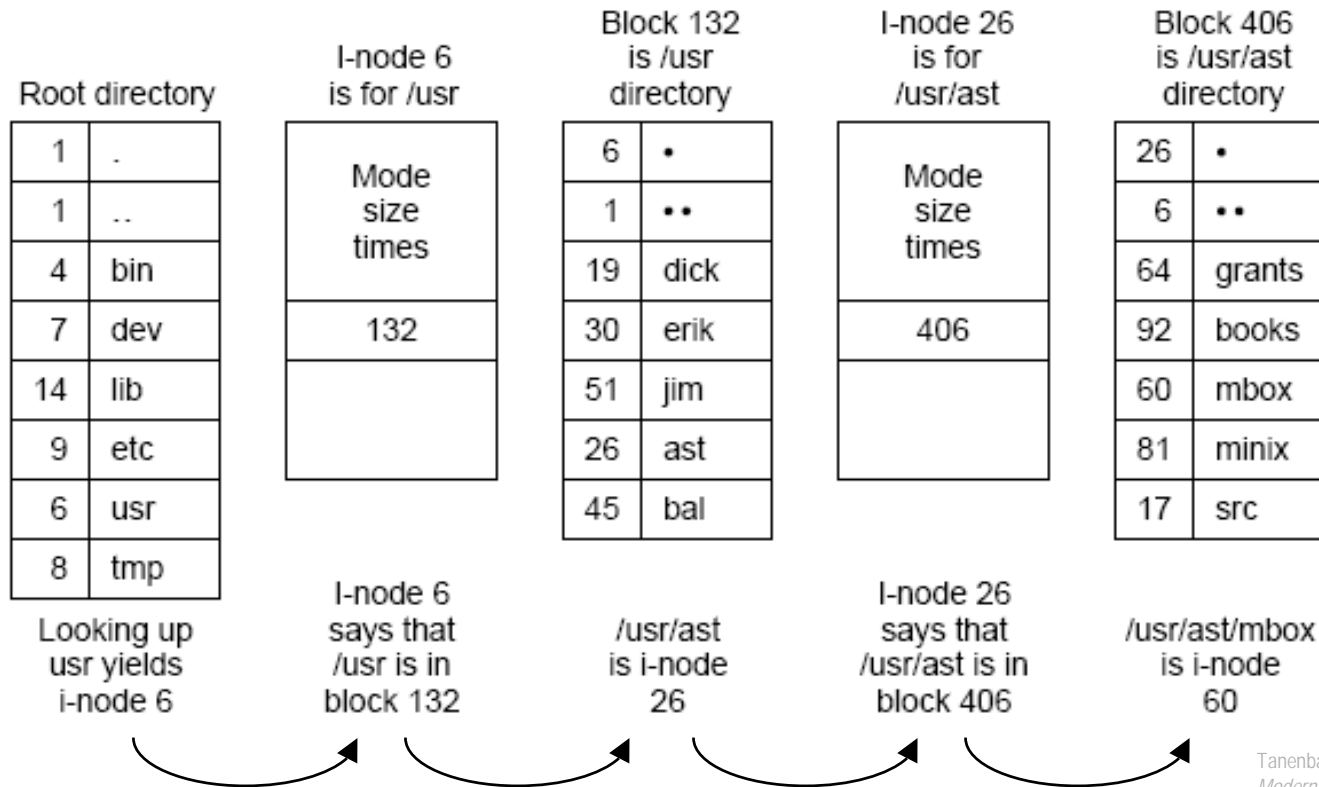 Root directory
1 .
1 ..
4 bin
7 dev
14 lib
9 etc
6 usr
8 tmp
Looking up
usr yields
i-node 6
I-node 6
is for /usr
Mode
size
times
132
I-node 6
says that
/usr is in
block 132
Block 132
is /usr
directory
6 •
1 ••
19 dick
30 erik
51 jim
26 ast
45 bal
/usr/ast
is i-node
26
I-node 26
is for
/usr/ast
Mode
size
times
406
I-node 26
says that
/usr/ast is in
block 406
Block 406
is /usr/ast
directory
26 •
6 ••
64 grants
92 books
60 mbox
81 minix
17 src
/usr/ast/mbox
is i-node
60